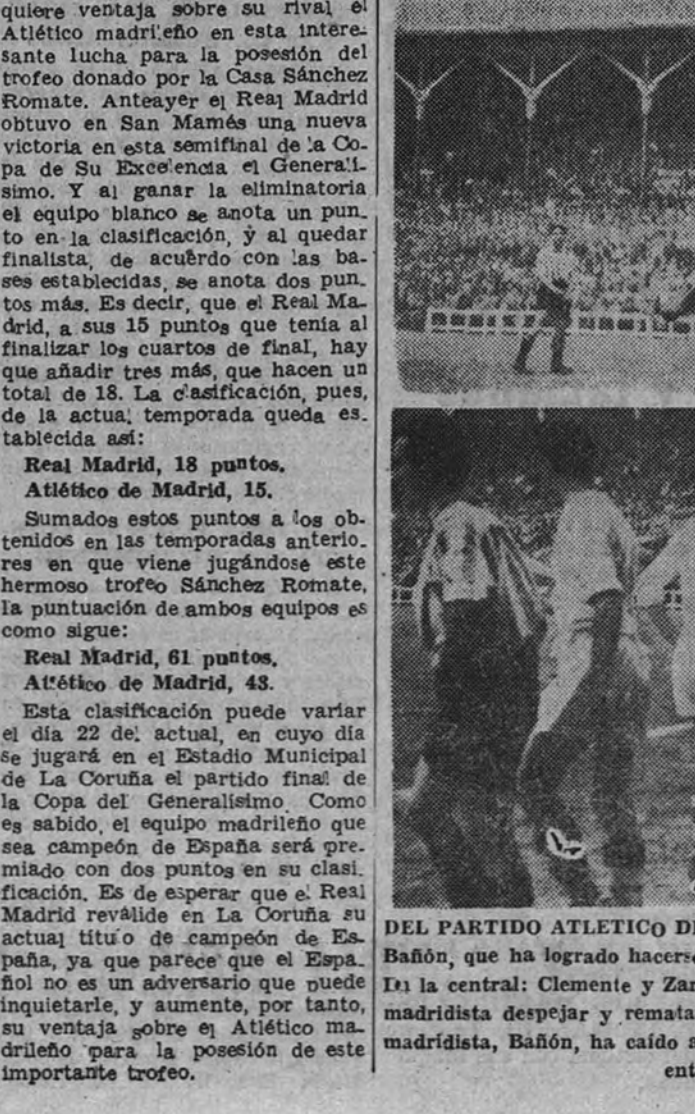 quiere ventaja sobre su rival el
Atlético madrileño en esta intere-
sante lucha para la posesión del
trofeo donado por la Casa Sánchez
Romate. Anteayer el Real Madrid
obtuvo en San Mamés una nueva
victoria en esta semifinal de la Co-
pa de Su Excelencia el Generalí-
simo. Y al ganar la eliminatoria
el equipo blanco se anota un pun-
to en la clasificación, y al quedar
finalista, de acuerdo con las ba-
ses establecidas, se anota dos pun-
tos más. Es decir, que el Real Ma-
drid, a sus 15 puntos que tenía al
finalizar los cuartos de final, hay
que añadir tres más, que hacen un
total de 18. La clasificación, pues,
de la actual temporada queda es-
tablecida así:
Real Madrid, 18 puntos.
Atlético de Madrid, 15.
Sumados estos puntos a los ob-
tenidos en las temporadas anterio-
res en que viene jugándose este
hermoso trofeo Sánchez Romate,
la puntuación de ambos equipos es
como sigue:
Real Madrid, 61 puntos.
Atlético de Madrid, 43.
Esta clasificación puede variar
el día 22 del actual, en cuyo día
se jugará en el Estadio Municipal
de La Coruña el partido final de
la Copa del Generalísimo. Como
es sabido, el equipo madrileño que
sea campeón de España será pre-
miado con dos puntos en su clasi-
ficación. Es de esperar que el Real
Madrid reválide en La Coruña su
actual título de campeón de Es-
paña, ya que parece que el Espa-
ñol no es un adversario que puede
inquietarle, y aumente, por tanto,
su ventaja sobre el Atlético ma-
drileño para la posesión de este
importante trofeo.
DEL PARTIDO ATLETICO DE
Bañón, que ha logrado hacerse
En la central: Clemente y Zar
madridista despejar y remata
madridista, Bañón, ha caído a
ent